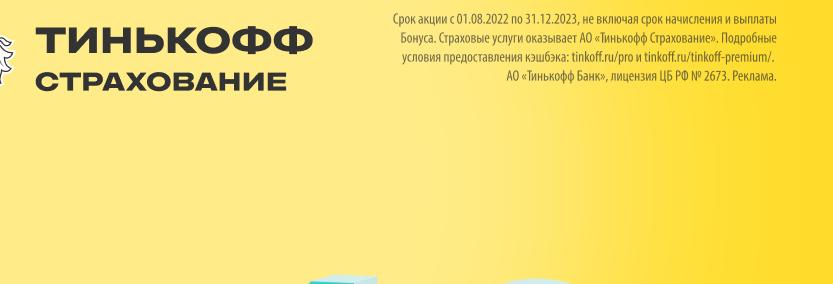 ТИНЬКОФФ
СТРАХОВАНИЕ
Срок акции с 01.08.2022 по 31.12.2023, не включая срок начисления и выплаты
Бонуса. Страховые услуги оказывает АО «Тинькофф Страхование». Подробные
условия предоставления кэшбэка: tinkoff.ru/pro и tinkoff.ru/tinkoff-premium/.
АО «Тинькофф Банк», лицензия ЦБ РФ № 2673. Реклама.